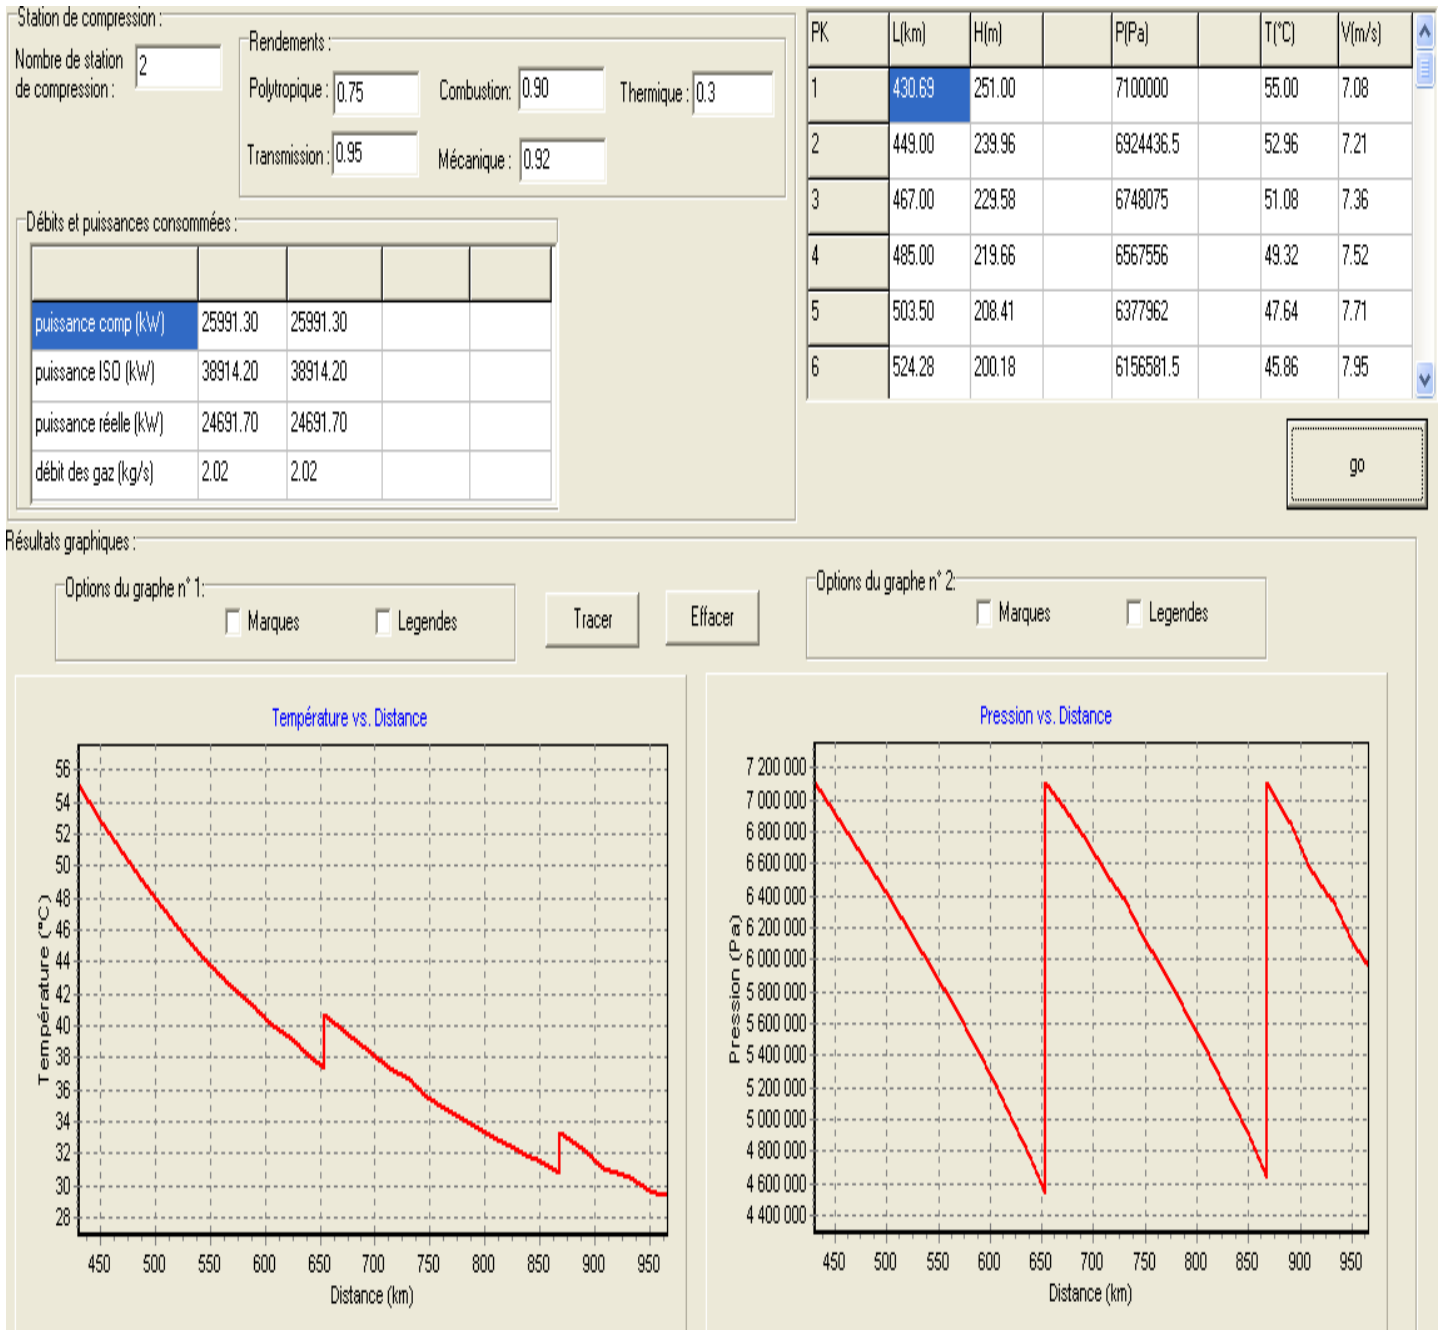 Station de compression :
Nombre de station
de compression :
2
Rendements :
Polytropique : 0.75 Combustion: 0.90 Thermique : 0.3
Transmission : 0.95 Mécanique : 0.92
Débits et puissances consommées :
puissance comp (kW) 25991.30 25991.30
puissance ISO (kW) 38914.20 38914.20
puissance réelle (kW) 24691.70 24691.70
débit des gaz (kg/s) 2.02 2.02
PK L(km) H(m) P(Pa) T(°C) V(m/s)
1 430.69 251.00 7100000 55.00 7.08
2 449.00 239.96 6924436.5 52.96 7.21
3 467.00 229.58 6748075 51.08 7.36
4 485.00 219.66 6567556 49.32 7.52
5 503.50 208.41 6377962 47.64 7.71
6 524.28 200.18 6156581.5 45.86 7.95
go
Résultats graphiques :
Options du graphe n° 1:
Marques Legendes
Tracer Effacer
Options du graphe n° 2:
Marques Legendes
Température vs. Distance
Température (°C)
56
54
52
50
48
46
44
42
40
38
36
34
32
30
28
450 500 550 600 650 700 750 800 850 900 950
Distance (km)
Pression vs. Distance
Pression (Pa)
7 200 000
7 000 000
6 800 000
6 600 000
6 400 000
6 200 000
6 000 000
5 800 000
5 600 000
5 400 000
5 200 000
5 000 000
4 800 000
4 600 000
4 400 000
450 500 550 600 650 700 750 800 850 900 950
Distance (km)